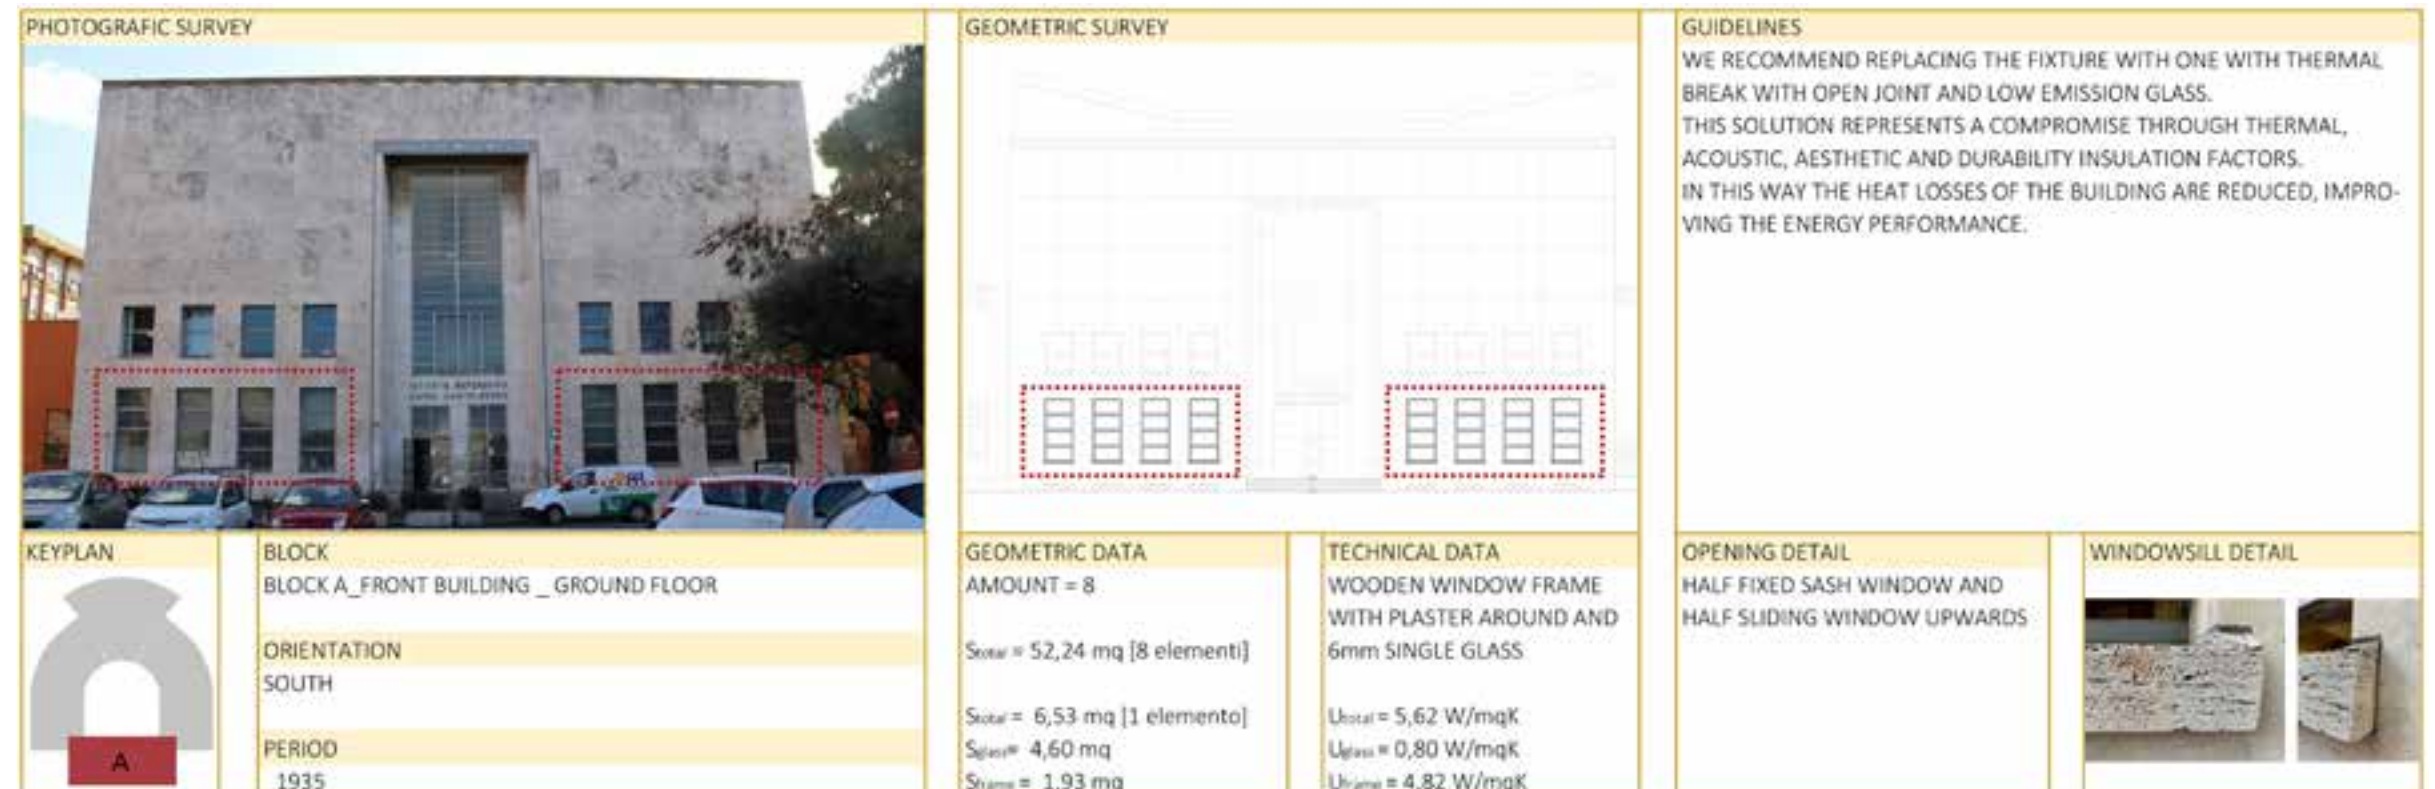 PHOTOGRAFIC SURVEY
GEOMETRIC SURVEY
GUIDELINES
WE RECOMMEND REPLACING THE FIXTURE WITH ONE WITH THERMAL
BREAK WITH OPEN JOINT AND LOW EMISSION GLASS.
THIS SOLUTION REPRESENTS A COMPROMISE THROUGH THERMAL,
ACOUSTIC, AESTHETIC AND DURABILITY INSULATION FACTORS.
IN THIS WAY THE HEAT LOSSES OF THE BUILDING ARE REDUCED, IMPRO-
VING THE ENERGY PERFORMANCE.
KEYPLAN
A
BLOCK
BLOCK A_FRONT BUILDING _ GROUND FLOOR
ORIENTATION
SOUTH
PERIOD
1935
GEOMETRIC DATA
AMOUNT = 8
Stotal = 52,24 mq [8 elementi]
Stotal = 6,53 mq [1 elemento]
Sglass= 4,60 mq
Sframe = 1,93 mq
TECHNICAL DATA
WOODEN WINDOW FRAME
WITH PLASTER AROUND AND
6mm SINGLE GLASS
Utotal = 5,62 W/mqK
Uglass = 0,80 W/mqK
Uframe = 4,82 W/mqK
OPENING DETAIL
HALF FIXED SASH WINDOW AND
HALF SLIDING WINDOW UPWARDS
WINDOWSILL DETAIL